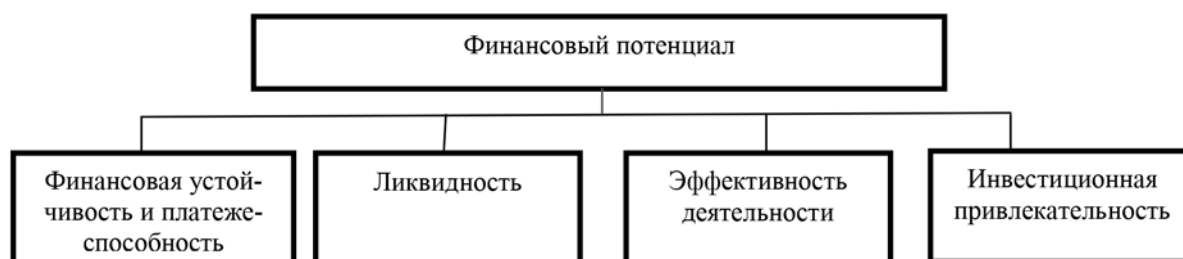 Финансовый потенциал
Финансовая устой-
чивость и платеже-
способность
Ликвидность
Эффективность
деятельности
Инвестиционная
привлекательность